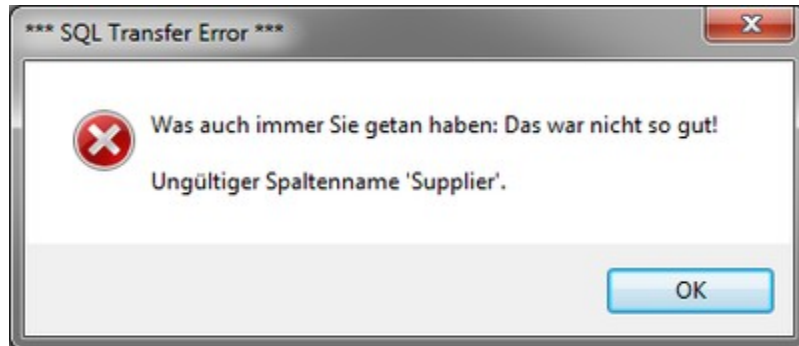 *** SQL Transfer Error ***
Was auch immer Sie getan haben: Das war nicht so gut!
Ungültiger Spaltenname 'Supplier'.
OK